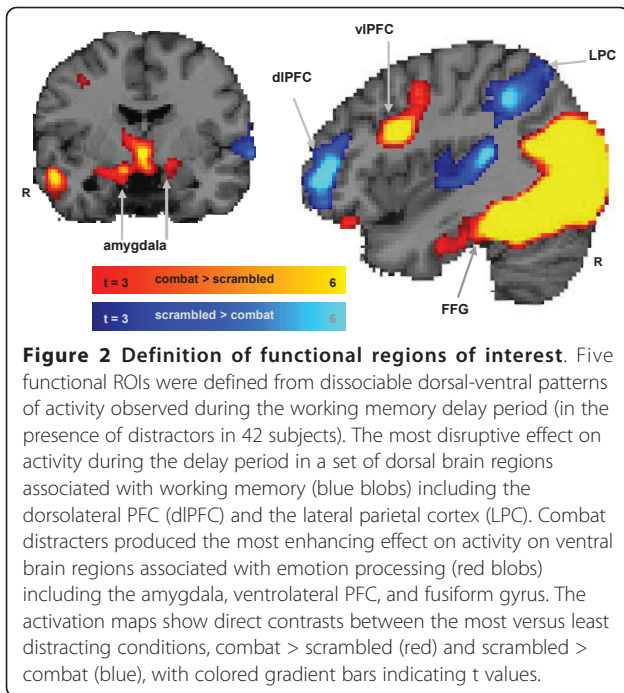 vlPFC
LPC
dlPFC
R
amygdala
t = 3 combat > scrambled 6
t = 3 scrambled > combat 6
FFG
R
Figure 2 Definition of functional regions of interest. Five
functional ROIs were defined from dissociable dorsal-ventral patterns
of activity observed during the working memory delay period (in the
presence of distractors in 42 subjects). The most disruptive effect on
activity during the delay period in a set of dorsal brain regions
associated with working memory (blue blobs) including the
dorsolateral PFC (dlPFC) and the lateral parietal cortex (LPC). Combat
distracters produced the most enhancing effect on activity on ventral
brain regions associated with emotion processing (red blobs)
including the amygdala, ventrolateral PFC, and fusiform gyrus. The
activation maps show direct contrasts between the most versus least
distracting conditions, combat > scrambled (red) and scrambled >
combat (blue), with colored gradient bars indicating t values.